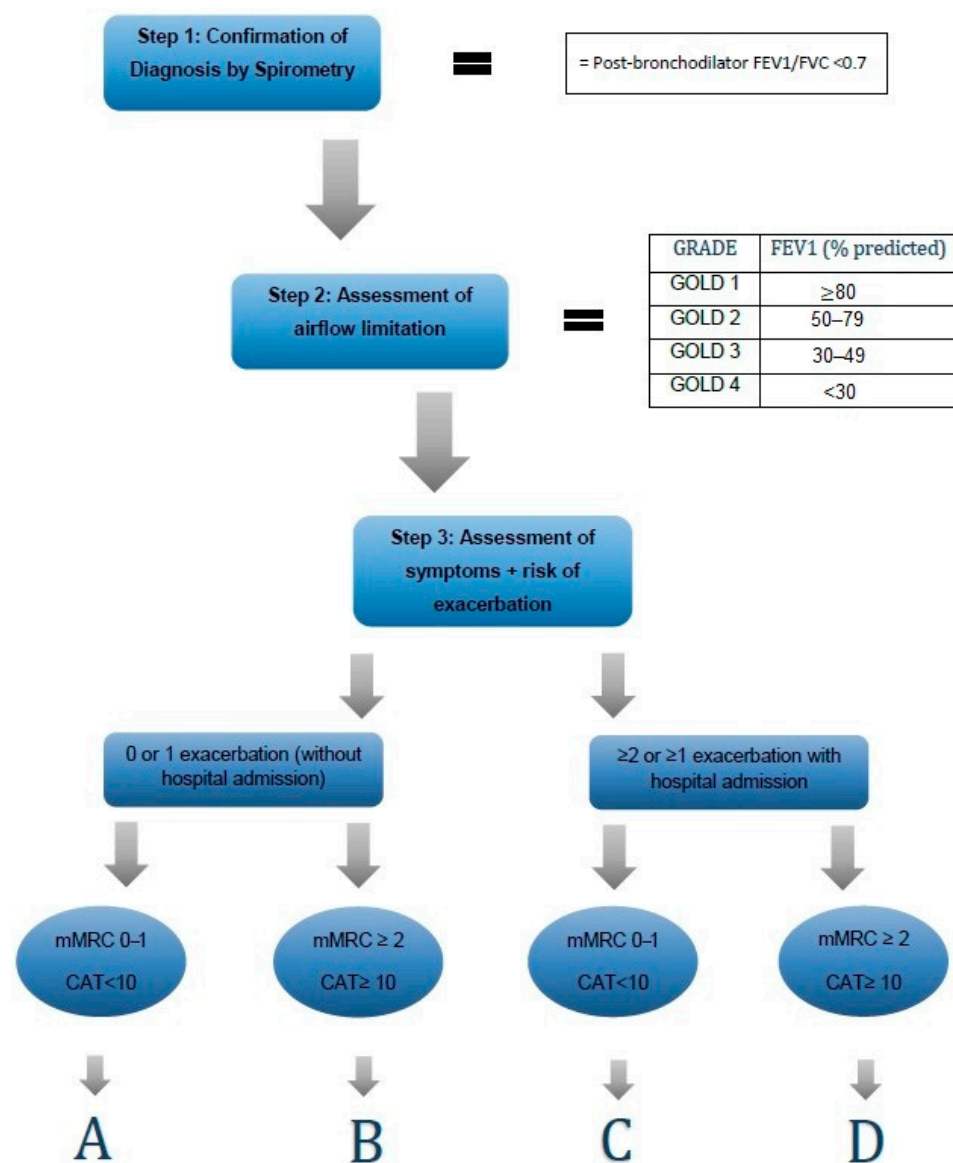 Step 1: Confirmation of
Diagnosis by Spirometry
= Post-bronchodilator FEV1/FVC <0.7
Step 2: Assessment of
airflow limitation
GRADE FEV1 (% predicted)
GOLD 1 ≥80
GOLD 2 50–79
GOLD 3 30–49
GOLD 4 <30
Step 3: Assessment of
symptoms + risk of
exacerbation
0 or 1 exacerbation (without
hospital admission)
≥2 or ≥1 exacerbation with
hospital admission
mMRC 0–1
CAT<10
mMRC ≥ 2
CAT≥ 10
mMRC 0–1
CAT<10
mMRC ≥ 2
CAT≥ 10
A B C D